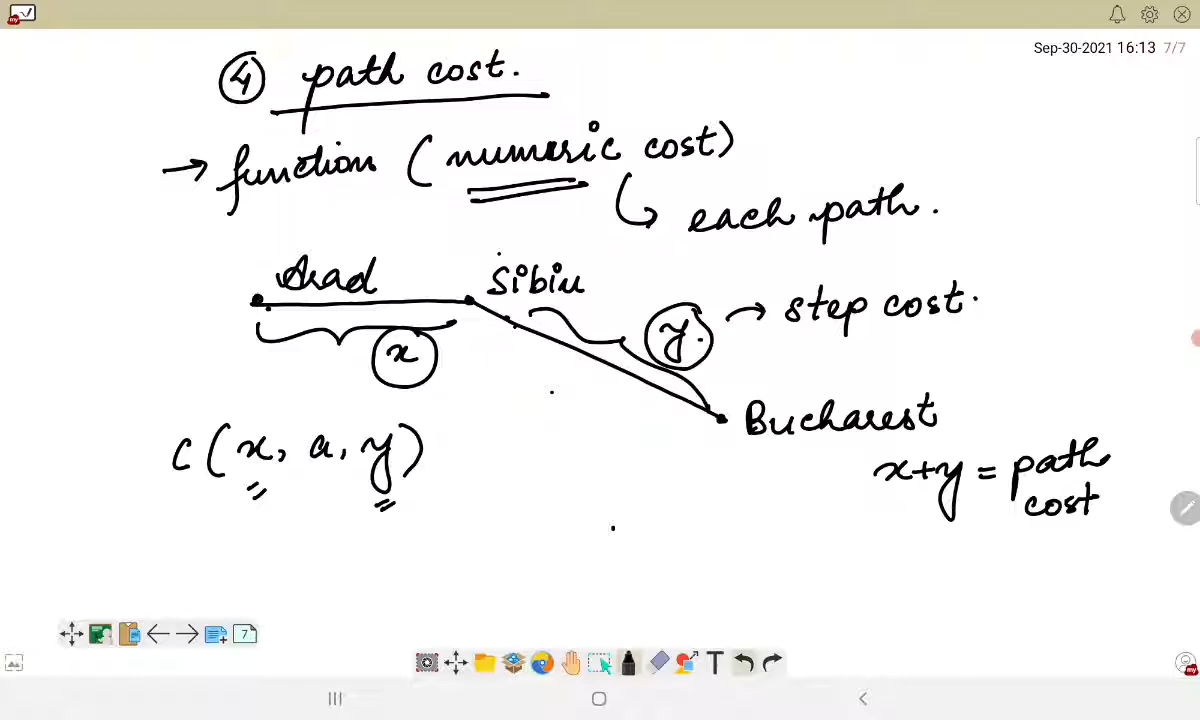 Sep-30-2021 16:13 7/7
④ path cost.
→ function (numeric cost)
↳ each path.
Arad Sibiu
x y. → step cost.
Bucharest
c(x, a, y)
x+y = path
cost
7
T